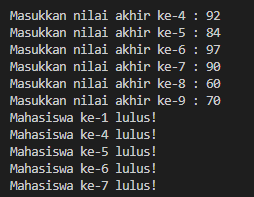 Masukkan nilai akhir ke-4 : 92
Masukkan nilai akhir ke-5 : 84
Masukkan nilai akhir ke-6 : 97
Masukkan nilai akhir ke-7 : 90
Masukkan nilai akhir ke-8 : 60
Masukkan nilai akhir ke-9 : 70
Mahasiswa ke-1 lulus!
Mahasiswa ke-4 lulus!
Mahasiswa ke-5 lulus!
Mahasiswa ke-6 lulus!
Mahasiswa ke-7 lulus!